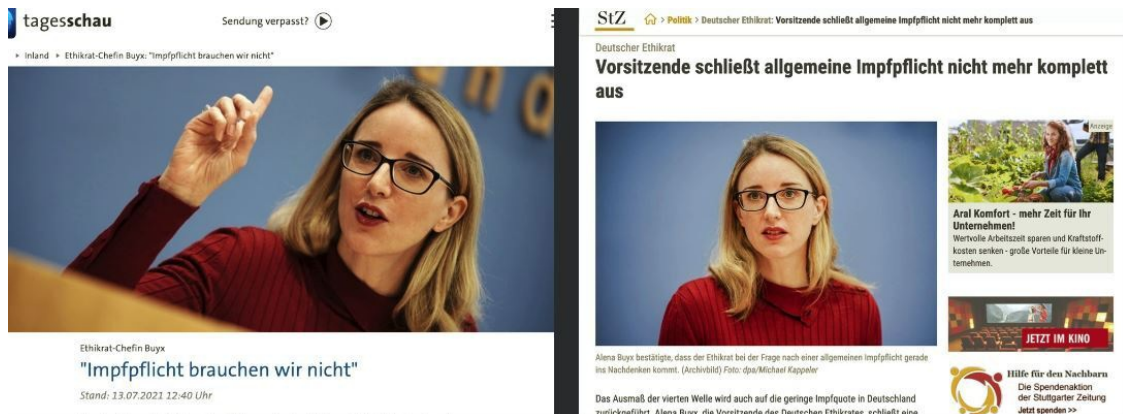 tagesschau
Sendung verpasst?
Inland Ethikrat-Chefin Buyx: "Impfpflicht brauchen wir nicht"
Ethikrat-Chefin Buyx
"Impfpflicht brauchen wir nicht"
Stand: 13.07.2021 12:40 Uhr
StZ
> Politik > Deutscher Ethikrat: Vorsitzende schließt allgemeine Impfpflicht nicht mehr komplett aus
Deutscher Ethikrat
Vorsitzende schließt allgemeine Impfpflicht nicht mehr komplett
aus
Alena Buyx bestätigte, dass der Ethikrat bei der Frage nach einer allgemeinen Impfpflicht gerade
ins Nachdenken kommt. (Archivbild) Foto: dpa/Michael Kappeler
Das Ausmaß der vierten Welle wird auch auf die geringe Impfquote in Deutschland
zurückgeführt. Alena Buyx, die Vorsitzende des Deutschen Ethikrates, schließt eine
Anzeige
Aral Komfort - mehr Zeit für Ihr
Unternehmen!
Wertvolle Arbeitszeit sparen und Kraftstoff-
kosten senken - große Vorteile für kleine Un-
ternehmen.
JETZT IM KINO
Hilfe für den Nachbarn
Die Spendenaktion
der Stuttgarter Zeitung
Jetzt spenden >>